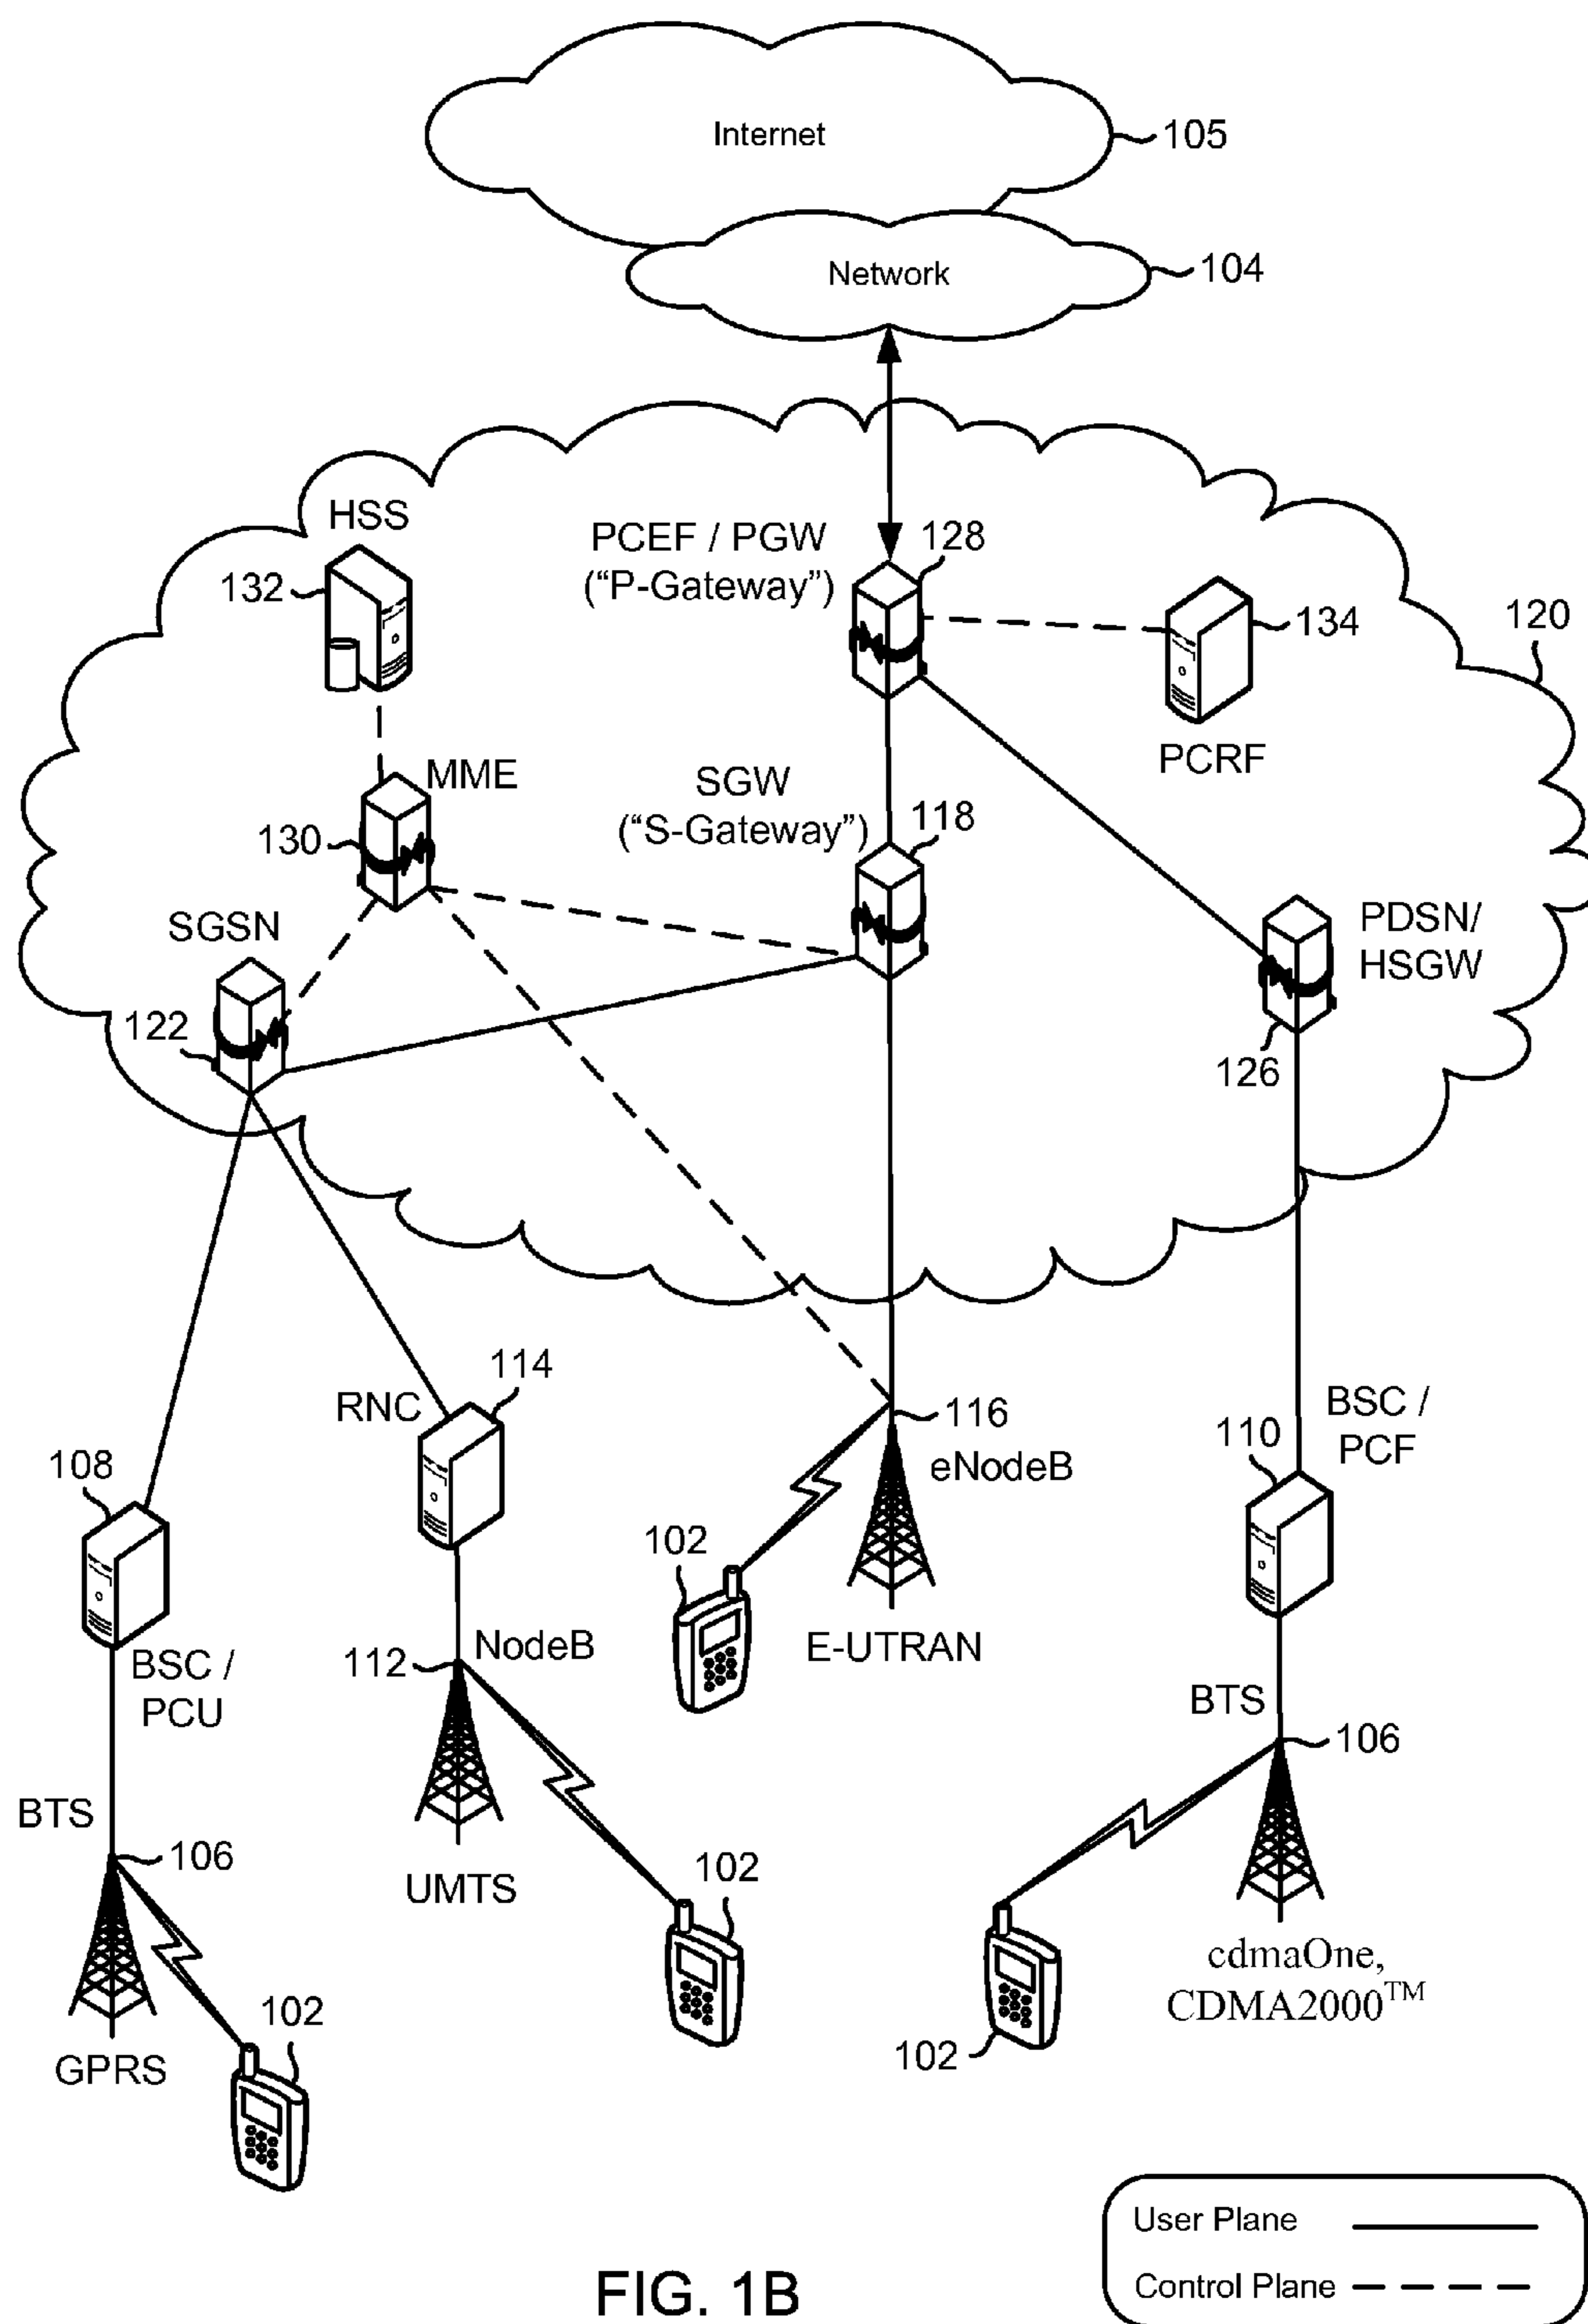 Internet
105
Network
104
HSS
132
PCEF / PGW
(“P-Gateway”)
128
134
PCRF
120
MME
130
SGW
(“S-Gateway”)
118
SGSN
122
PDSN/
HSGW
126
114
RNC
116
eNodeB
BSC /
PCF
110
108
102
E-UTRAN
BSC /
PCU
NodeB
112
BTS
106
BTS
106
UMTS
102
cdmaOne,
CDMA2000™
102
GPRS
102
User Plane
Control Plane
FIG. 1B